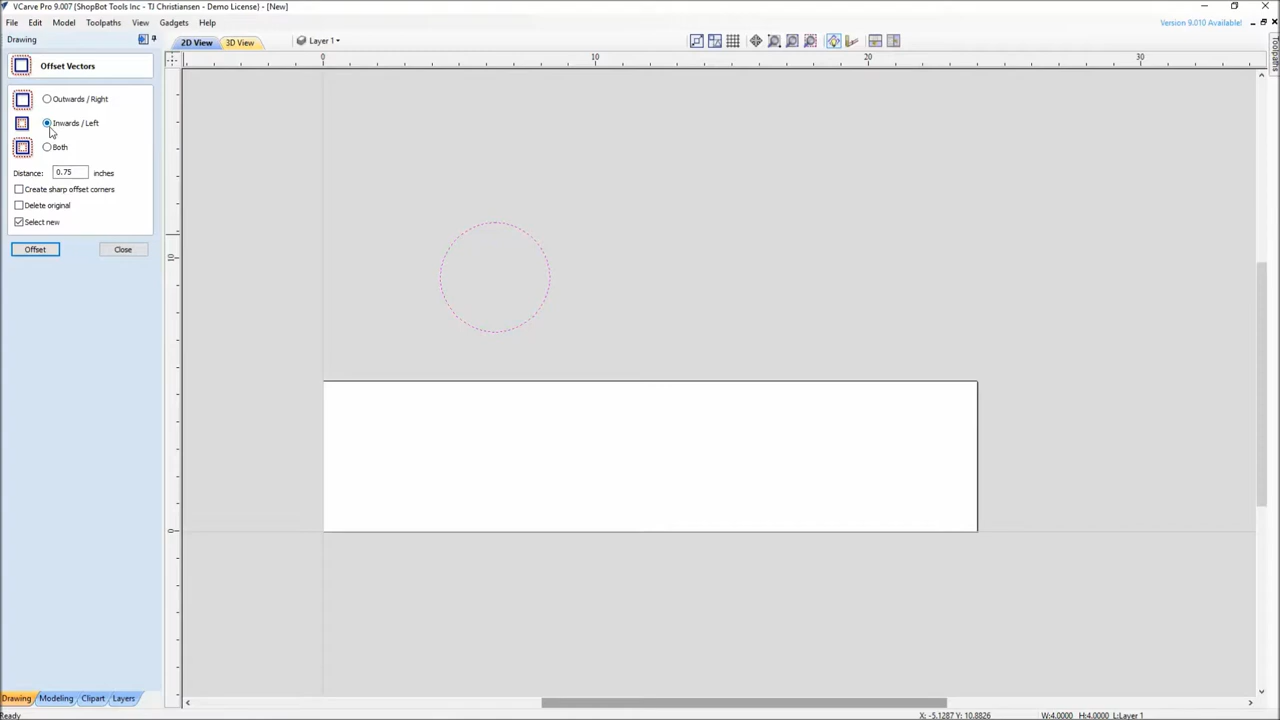 VCarve Pro 9.007 {ShopBot Tools Inc - TJ Christiansen - Demo License} - [New]
File Edit Model Toolpaths View Gadgets Help
Version 9.010 Available!
Drawing
2D View 3D View Layer 1
Toolpaths
Offset Vectors
0 10 20 30
Outwards / Right
Inwards / Left
Both
Distance: 0.75 inches
Create sharp offset corners
Delete original
Select new
Offset Close
10
0
Drawing Modeling Clipart Layers
Ready
X: -5.1287 Y: 10.8826 W:4.0000 H:4.0000 L:Layer 1